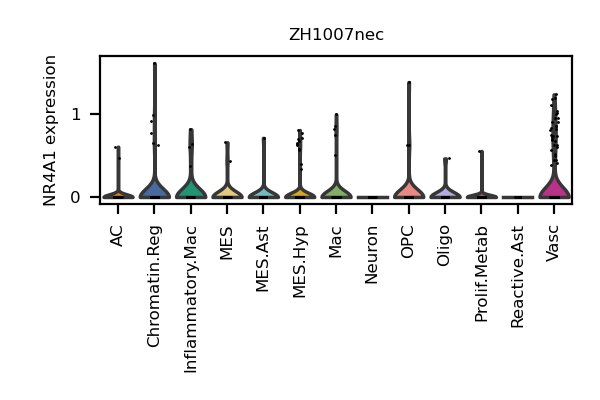 ZH1007nec
NR4A1 expression
1
0
AC
Chromatin.Reg
Inflammatory.Mac
MES
MES.Ast
MES.Hyp
Mac
Neuron
OPC
Oligo
Prolif.Metab
Reactive.Ast
Vasc